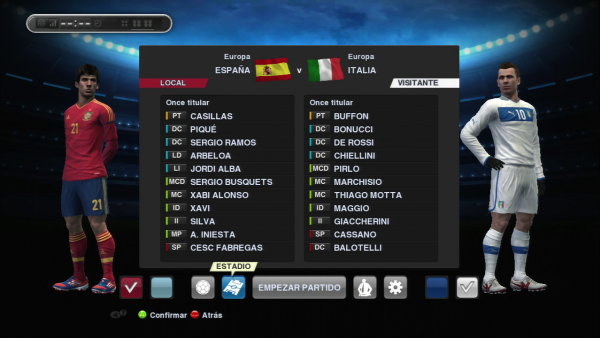 Europa
ESPAÑA v ITALIA
Europa
LOCAL
VISITANTE
Once titular
PT CASILLAS
DC PIQUÉ
DC SERGIO RAMOS
LD ARBELOA
LI JORDI ALBA
MCD SERGIO BUSQUETS
MC XABI ALONSO
ID XAVI
II SILVA
MP A. INIESTA
SP CESC FABREGAS
Once titular
PT BUFFON
DC BONUCCI
DC DE ROSSI
DC CHIELLINI
MCD PIRLO
MC MARCHISIO
MC THIAGO MOTTA
ID MAGGIO
II GIACCHERINI
SP CASSANO
DC BALOTELLI
21
21
10
ESTADIO
EMPEZAR PARTIDO
Confirmar
Atrás